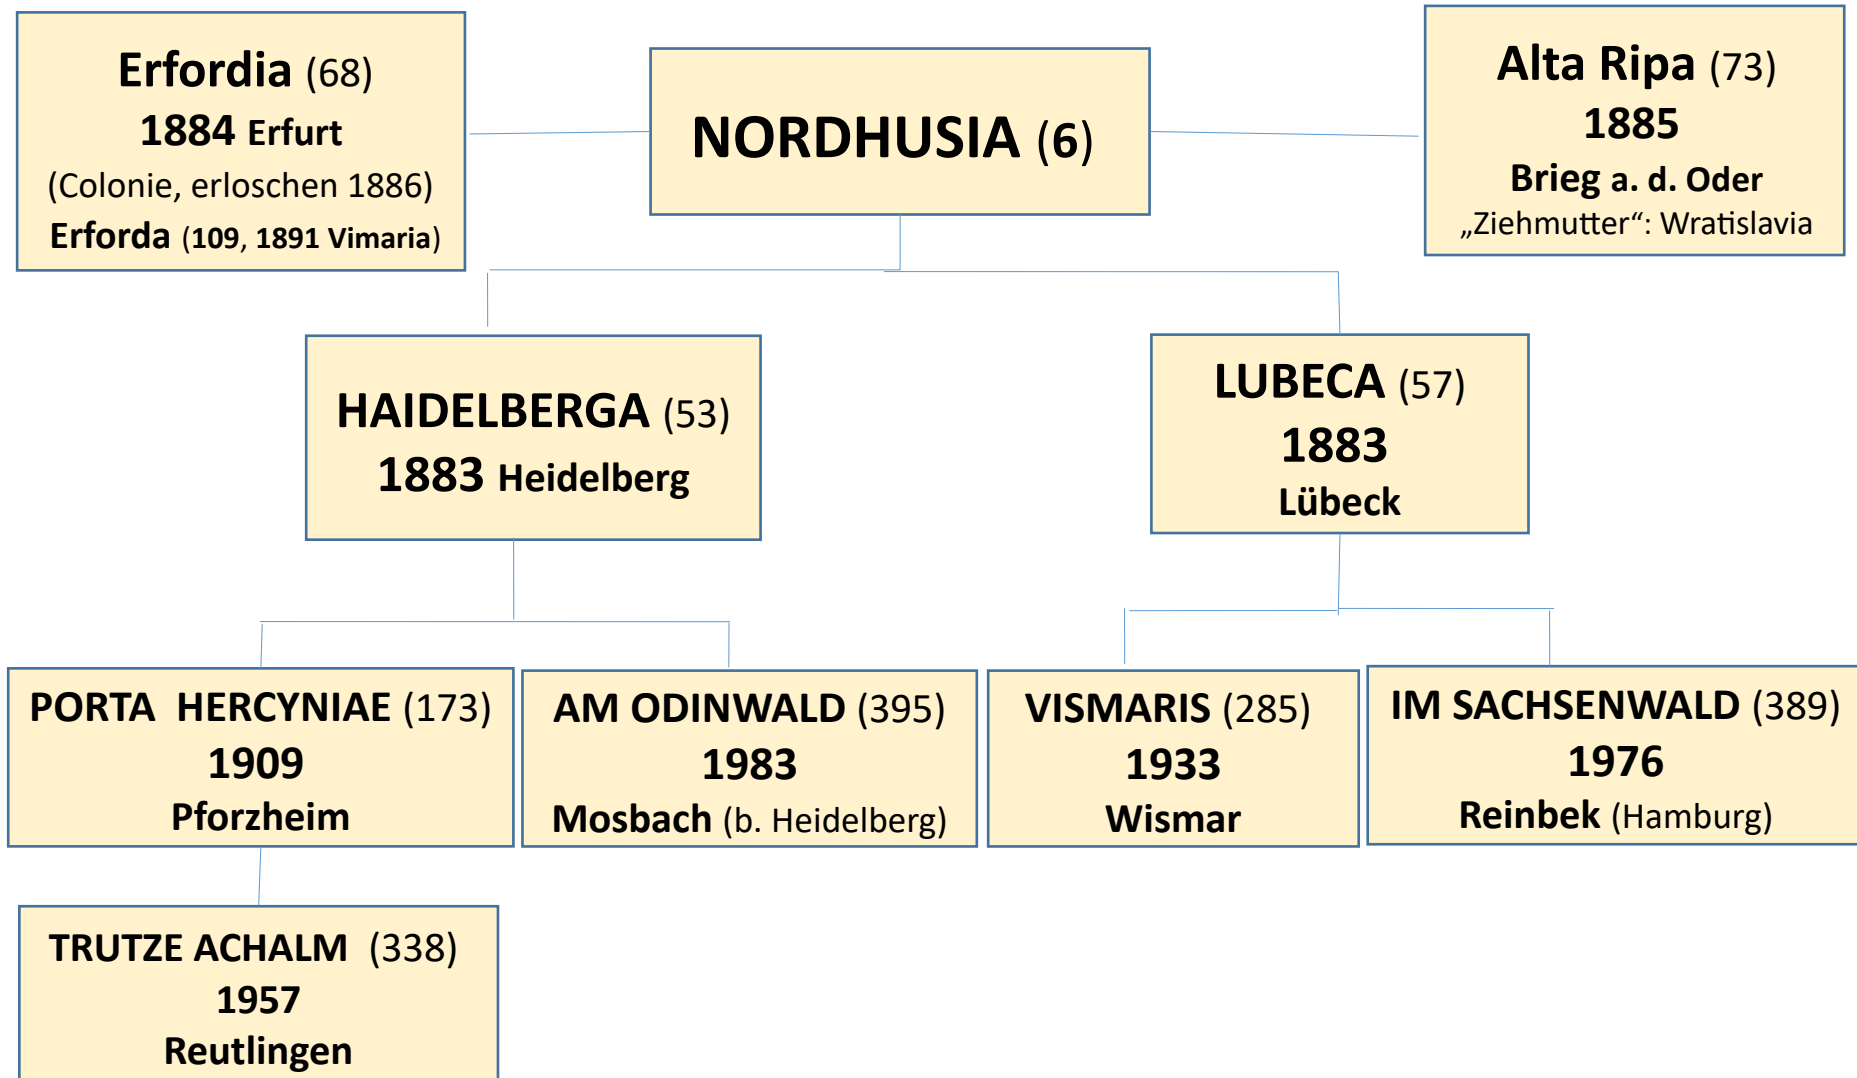 Erfordia (68)
1884 Erfurt
(Colonie, erloschen 1886)
Erforda (109, 1891 Vimaria)
NORDHUSIA (6)
Alta Ripa (73)
1885
Brieg a. d. Oder
„Ziehmutter“: Wratislavia
HAIDELBERGA (53)
1883 Heidelberg
LUBECA (57)
1883
Lübeck
PORTA HERCYNIAE (173)
1909
Pforzheim
AM ODINWALD (395)
1983
Mosbach (b. Heidelberg)
VISMARIS (285)
1933
Wismar
IM SACHSENWALD (389)
1976
Reinbek (Hamburg)
TRUTZE ACHALM (338)
1957
Reutlingen